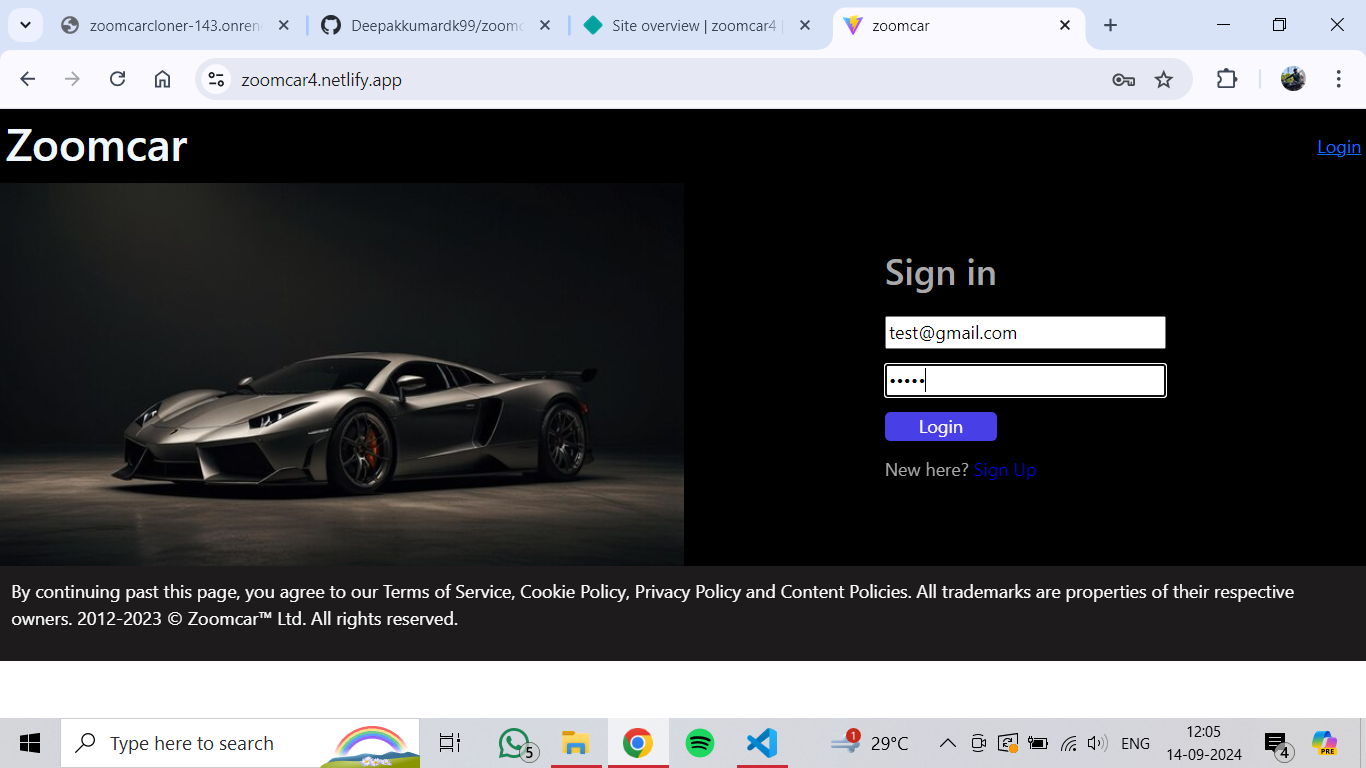 zoomcarcloner-143.onren
Deepakkumardk99/zoomc
Site overview | zoomcar4 |
zoomcar
zoomcar4.netlify.app
Zoomcar
Login
Sign in
test@gmail.com
•••••
Login
New here? Sign Up
By continuing past this page, you agree to our Terms of Service, Cookie Policy, Privacy Policy and Content Policies. All trademarks are properties of their respective
owners. 2012-2023 © Zoomcar™ Ltd. All rights reserved.
Type here to search
5
1
29°C
ENG
12:05
14-09-2024
4
PRE